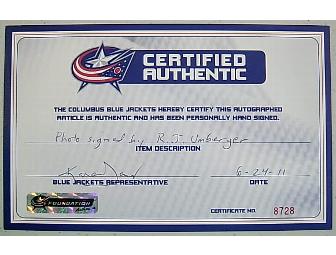 CERTIFIED
AUTHENTIC
THE COLUMBUS BLUE JACKETS HEREBY CERTIFY THIS AUTOGRAPHED
ARTICLE IS AUTHENTIC AND HAS BEEN PERSONALLY HAND SIGNED.
Photo signed by R.J. Umberger
ITEM DESCRIPTION
6-24-11
BLUE JACKETS REPRESENTATIVE DATE
FOUNDATION
CERTIFICATE NO. 8728